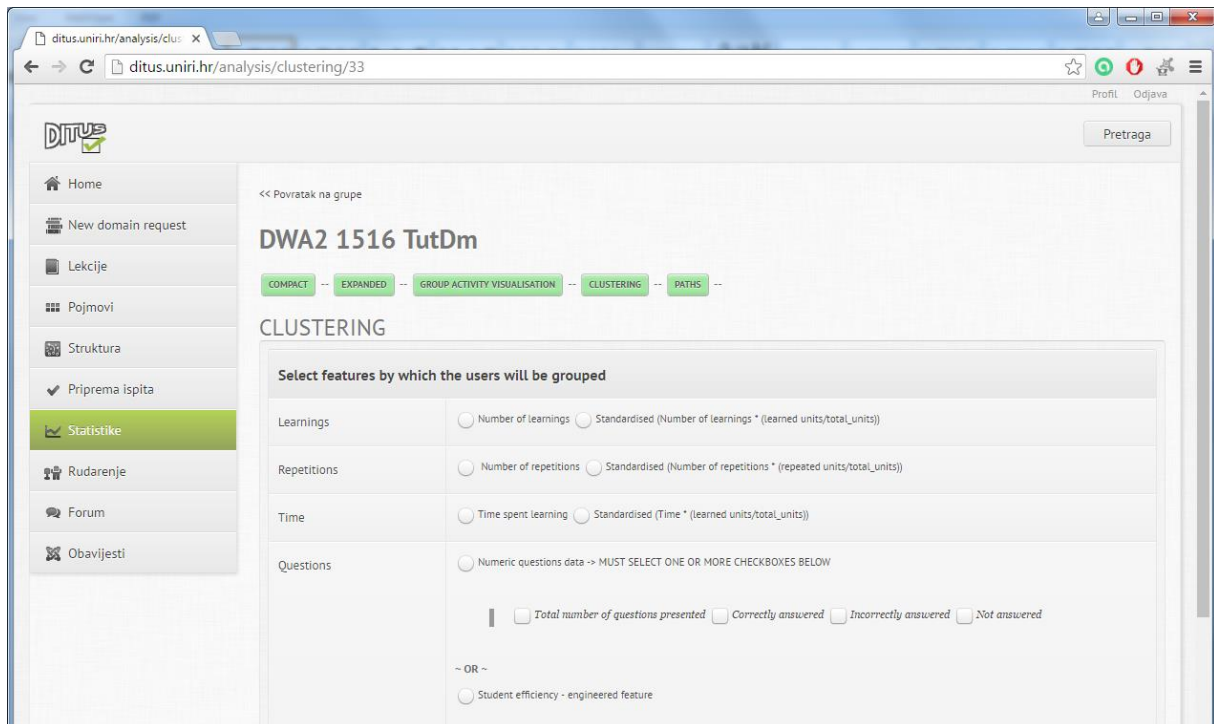 ditus.uniri.hr/analysis/clus
ditus.uniri.hr/analysis/clustering/33
Profil Odjava
DITUS
Pretraga
Home
New domain request
Lekcije
Pojmovi
Struktura
Priprema ispita
Statistike
Rudarenje
Forum
Obavijesti
<< Povratak na grupe
DWA2 1516 TutDm
COMPACT -- EXPANDED -- GROUP ACTIVITY VISUALISATION -- CLUSTERING -- PATHS --
CLUSTERING
Select features by which the users will be grouped
Learnings Number of learnings Standardised (Number of learnings * (learned units/total_units))
Repetitions Number of repetitions Standardised (Number of repetitions * (repeated units/total_units))
Time Time spent learning Standardised (Time * (learned units/total_units))
Questions Numeric questions data -> MUST SELECT ONE OR MORE CHECKBOXES BELOW
Total number of questions presented Correctly answered Incorrectly answered Not answered
~ OR ~
Student efficiency - engineered feature